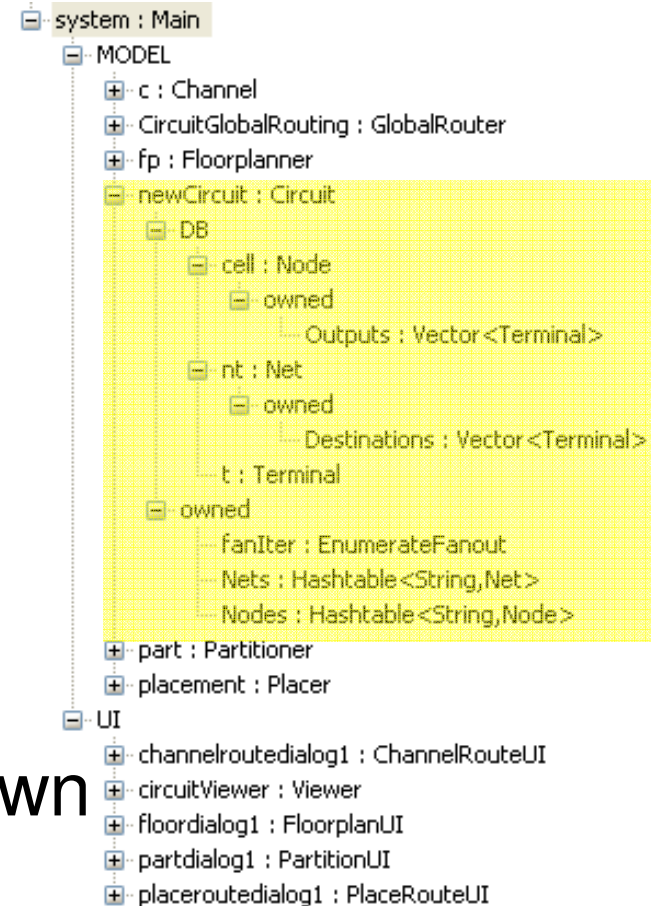 system : Main
MODEL
c : Channel
CircuitGlobalRouting : GlobalRouter
fp : Floorplanner
newCircuit : Circuit
DB
cell : Node
owned
Outputs : Vector<Terminal>
nt : Net
owned
Destinations : Vector<Terminal>
t : Terminal
owned
fanIter : EnumerateFanout
Nets : Hashtable<String,Net>
Nodes : Hashtable<String,Node>
part : Partitioner
placement : Placer
UI
channelroutedialog1 : ChannelRouteUI
wn circuitViewer : Viewer
floordialog1 : FloorplanUI
partdialog1 : PartitionUI
placeroutedialog1 : PlaceRouteUI